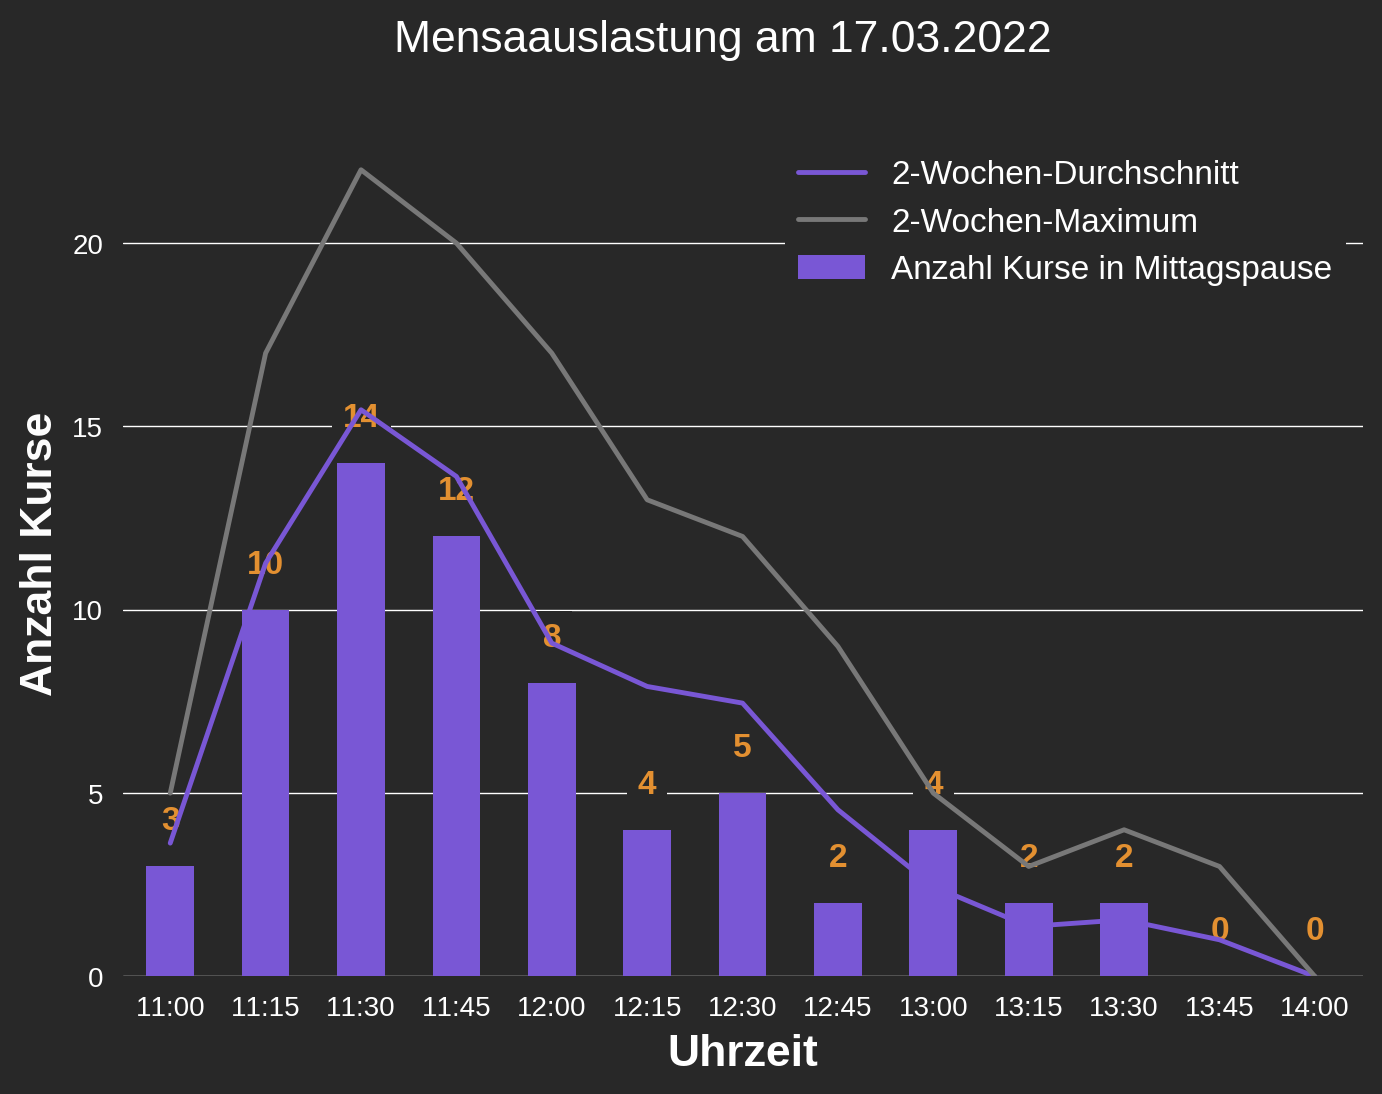 Mensaauslastung am 17.03.2022
2-Wochen-Durchschnitt
2-Wochen-Maximum
Anzahl Kurse in Mittagspause
Anzahl Kurse
20
15
10
5
0
3
10
14
12
8
4
5
2
4
2
2
0
0
11:00 11:15 11:30 11:45 12:00 12:15 12:30 12:45 13:00 13:15 13:30 13:45 14:00
Uhrzeit